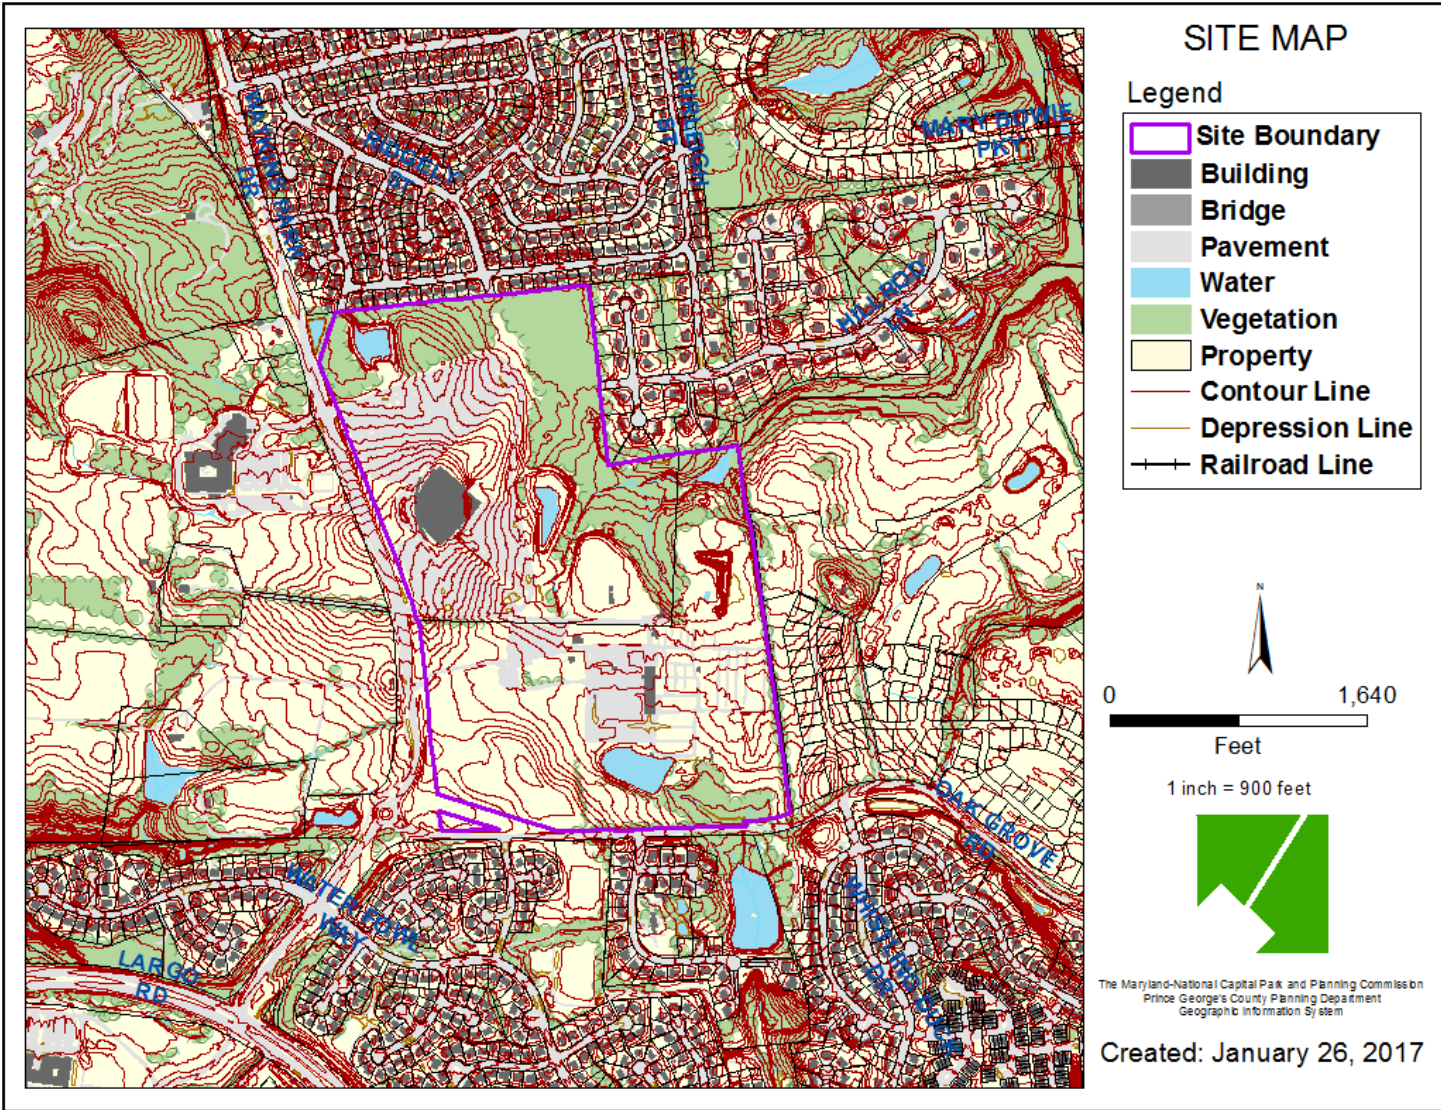 SITE MAP
Legend
Site Boundary
Building
Bridge
Pavement
Water
Vegetation
Property
Contour Line
Depression Line
Railroad Line
N
0 1,640
Feet
1 inch = 900 feet
The Maryland-National Capital Park and Planning Commission
Prince George's County Planning Department
Geographic Information System
Created: January 26, 2017
WATKINS PARK
DR
RIDGELY
ST
BURLEIGH
ST
MARY BOWIE
PKY
HILLROD
LN
OAK GROVE
RD
WATER FOWL
WAY
WHISTLING DUCK
DR
LARGO
RD